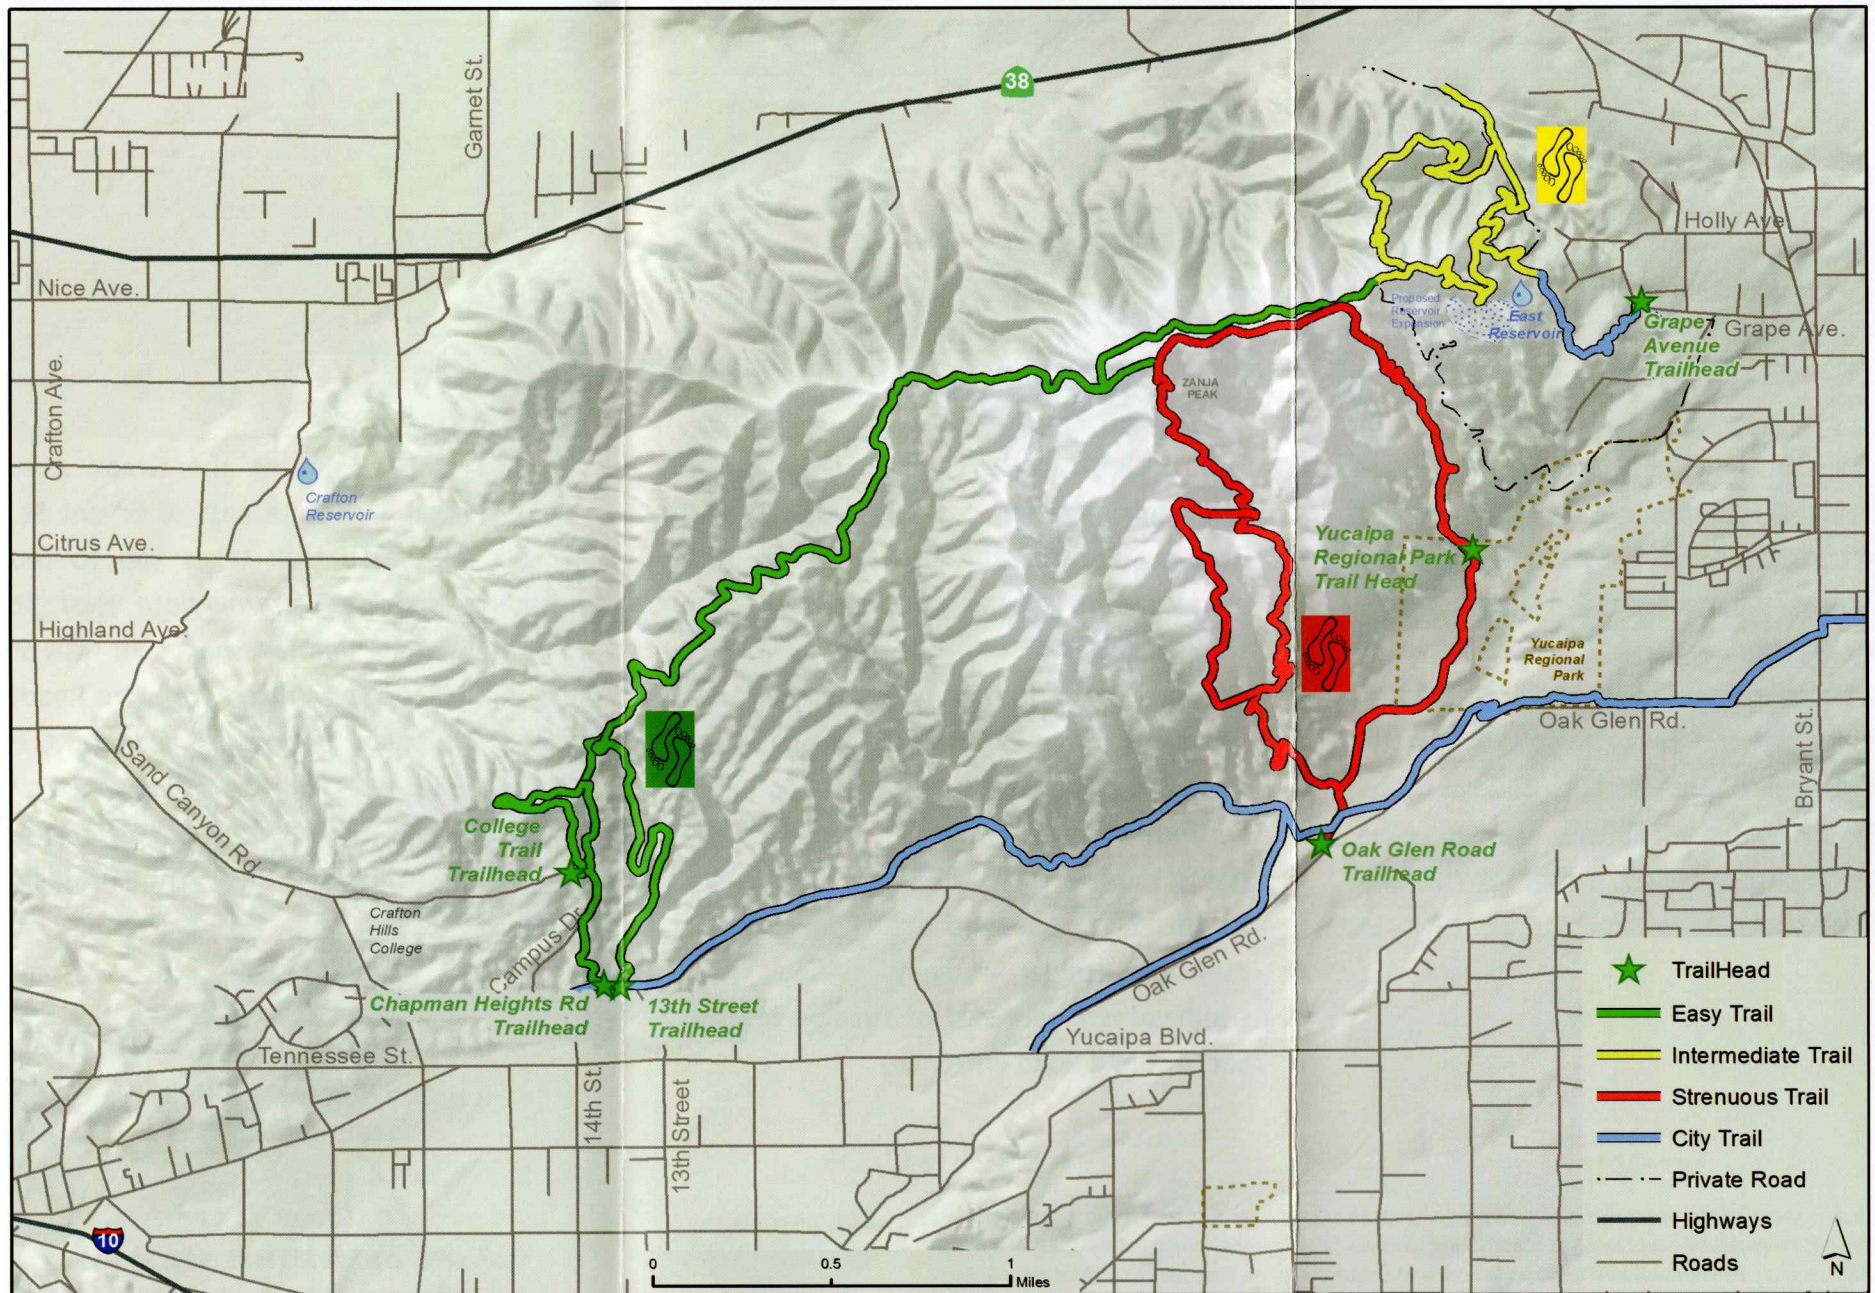 38
Garnet St.
Holly Ave.
Nice Ave.
Proposed
Reservoir
Expansion
East
Reservoir
Grape
Avenue
Trailhead
Grape Ave.
Crafton Ave.
ZANJA
PEAK
Crafton
Reservoir
Citrus Ave.
Yucaipa
Regional Park
Trail Head
Highland Ave.
Yucaipa
Regional
Park
Oak Glen Rd.
Bryant St.
Sand Canyon Rd
College
Trail
Trailhead
Oak Glen Road
Trailhead
Crafton
Hills
College
Campus Dr.
Oak Glen Rd.
Chapman Heights Rd
Trailhead
13th Street
Trailhead
Yucaipa Blvd.
Tennessee St.
14th St.
13th Street
10
TrailHead
Easy Trail
Intermediate Trail
Strenuous Trail
City Trail
Private Road
Highways
Roads
N
0 0.5 1
Miles